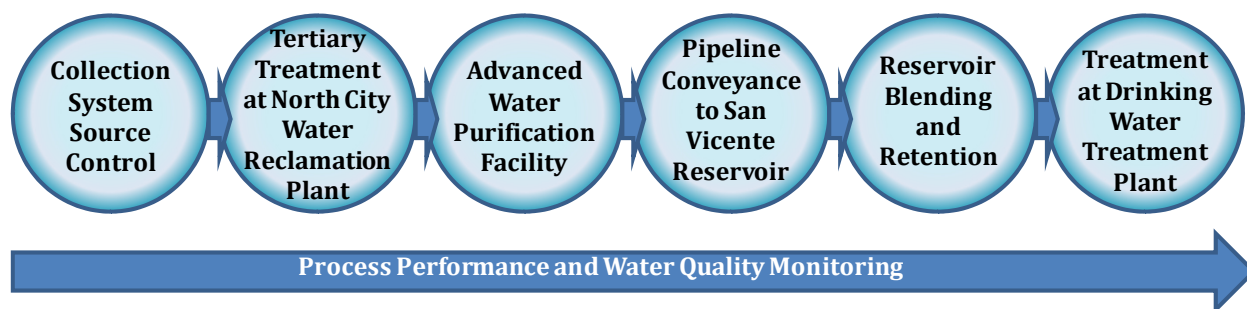 Collection
System
Source
Control
Tertiary
Treatment
at North City
Water
Reclamation
Plant
Advanced
Water
Purification
Facility
Pipeline
Conveyance
to San
Vicente
Reservoir
Reservoir
Blending
and
Retention
Treatment
at Drinking
Water
Treatment
Plant
Process Performance and Water Quality Monitoring